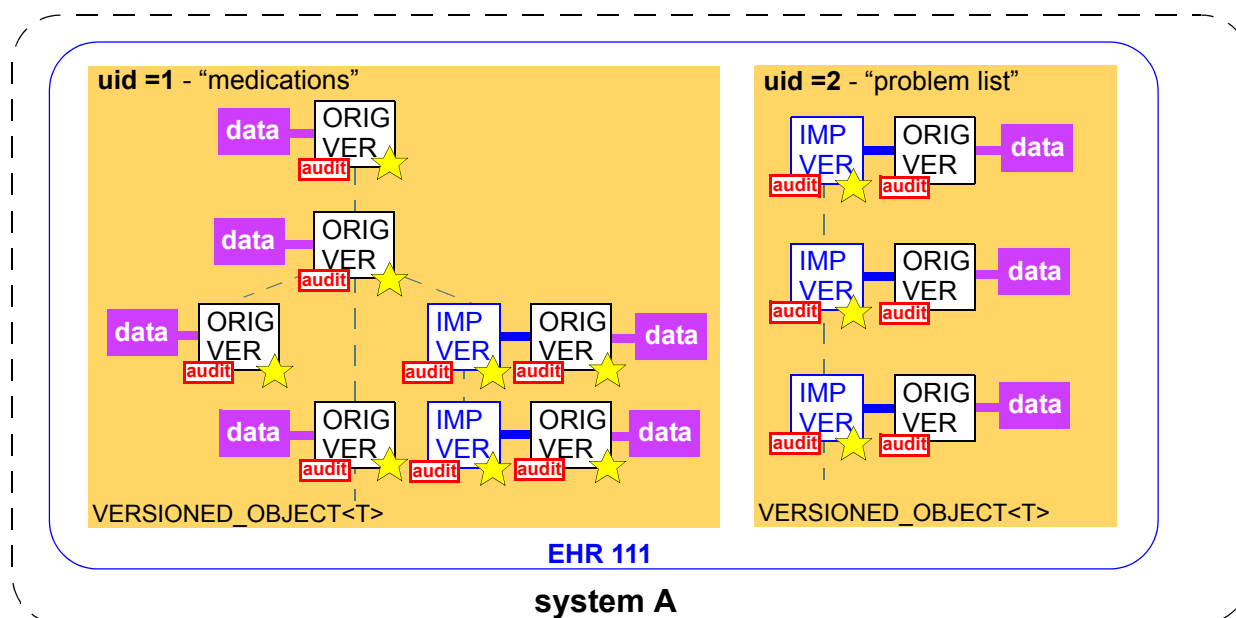 uid =1 - “medications”
data
ORIG
VER
audit
data
ORIG
VER
audit
data
ORIG
VER
audit
IMP
VER
audit
ORIG
VER
audit
data
data
ORIG
VER
audit
IMP
VER
audit
ORIG
VER
audit
data
VERSIONED_OBJECT<T>
uid =2 - “problem list”
IMP
VER
audit
ORIG
VER
audit
data
IMP
VER
audit
ORIG
VER
audit
data
IMP
VER
audit
ORIG
VER
audit
data
VERSIONED_OBJECT<T>
EHR 111
system A